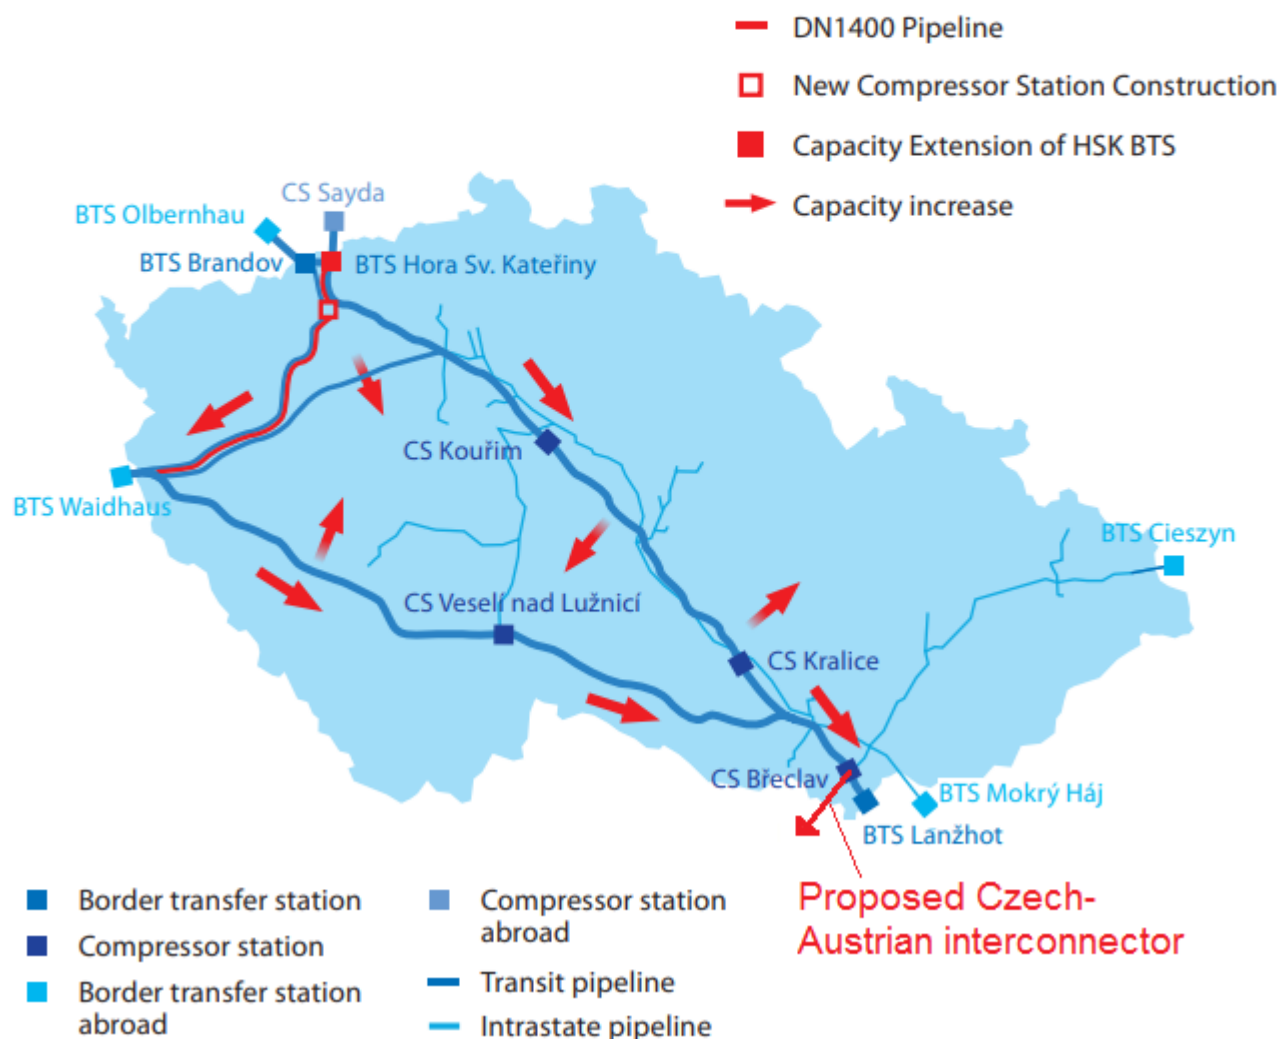 DN1400 Pipeline
New Compressor Station Construction
Capacity Extension of HSK BTS
Capacity increase
CS Sayda
BTS Olbernhau
BTS Brandov
BTS Hora Sv. Kateřiny
CS Kouřim
BTS Waidhaus
BTS Cieszyn
CS Veselí nad Lužnicí
CS Kralice
CS Břeclav
BTS Mokrý Háj
BTS Lanžhot
Proposed Czech-
Austrian interconnector
Border transfer station
Compressor station
Border transfer station
abroad
Compressor station
abroad
Transit pipeline
Intrastate pipeline